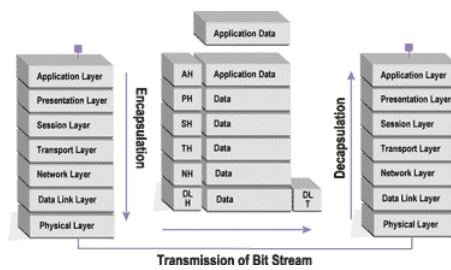 Application Data
Application Layer
Presentation Layer
Session Layer
Transport Layer
Network Layer
Data Link Layer
Physical Layer
Encapsulation
AH Application Data
PH Data
SH Data
TH Data
NH Data
DL
H Data DL
T
Decapsulation
Application Layer
Presentation Layer
Session Layer
Transport Layer
Network Layer
Data Link Layer
Physical Layer
Transmission of Bit Stream